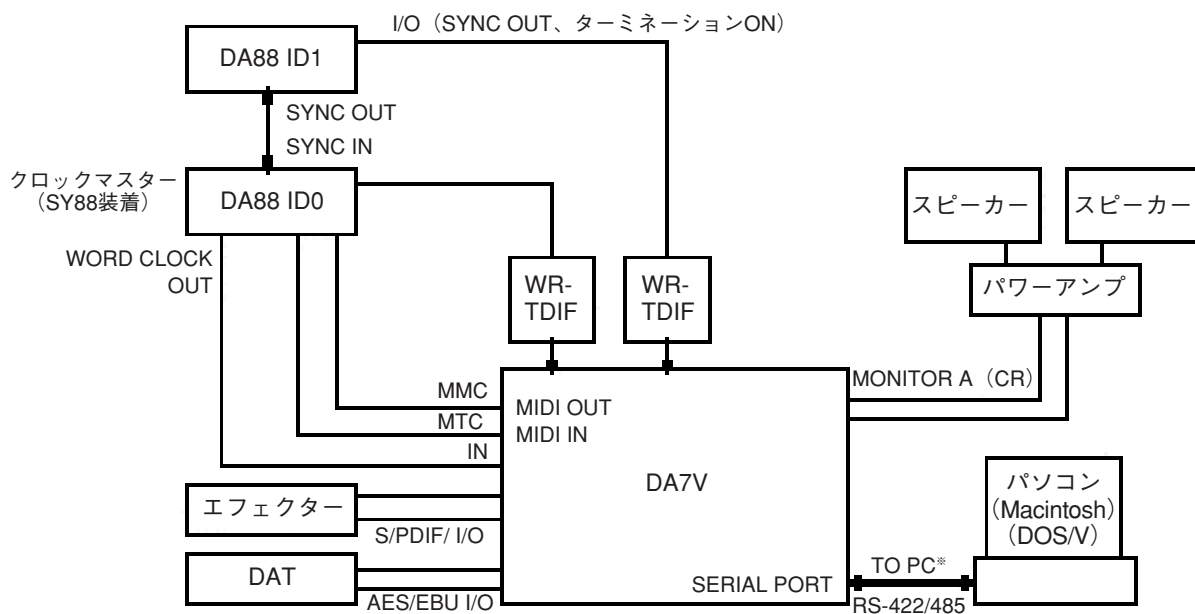 I/O（SYNC OUT、ターミネーションON）
DA88 ID1
SYNC OUT
SYNC IN
クロックマスター
（SY88装着）
DA88 ID0
WORD CLOCK
OUT
WR-
TDIF
WR-
TDIF
スピーカー
スピーカー
パワーアンプ
MONITOR A（CR）
MMC
MTC
IN
MIDI OUT
MIDI IN
DA7V
エフェクター
S/PDIF/ I/O
DAT
AES/EBU I/O
SERIAL PORT
TO PC※
RS-422/485
パソコン
（Macintosh）
（DOS/V）